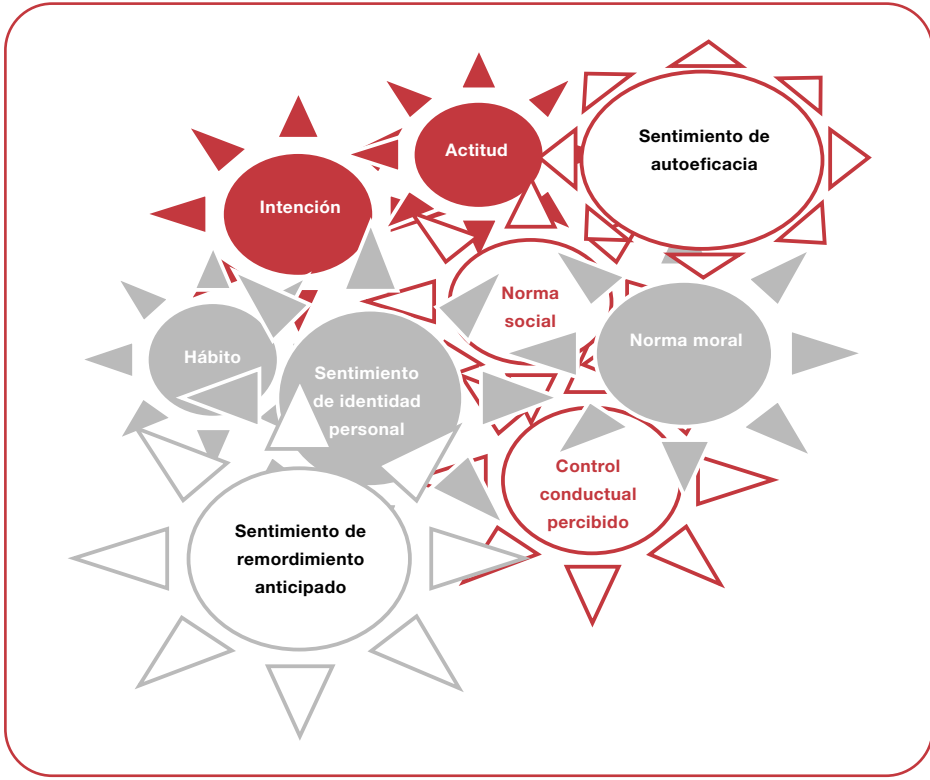 Actitud
Sentimiento de
autoeficacia
Intención
Norma
social
Norma moral
Hábito
Sentimiento
de identidad
personal
Control
conductual
percibido
Sentimiento de
remordimiento
anticipado